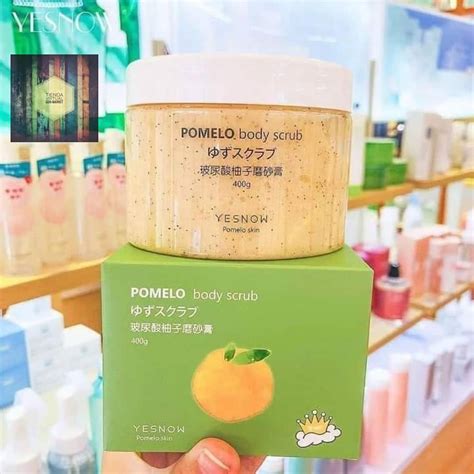 YESNOW
TIENDA
POMELO body scrub
ゆずスクラブ
玻尿酸柚子磨砂膏
400g
YESNOW
Pomelo skin
POMELO body scrub
ゆずスクラブ
玻尿酸柚子磨砂膏
400g
YESNOW
Pomelo.skin